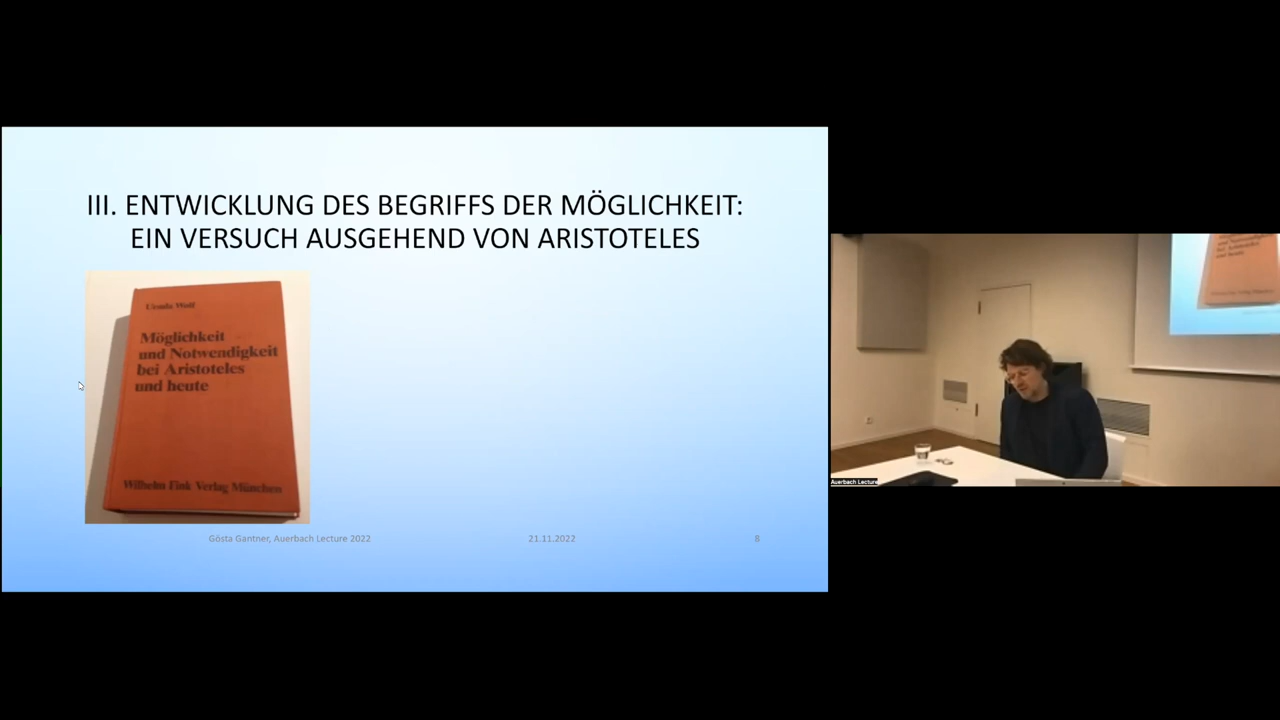 III. ENTWICKLUNG DES BEGRIFFS DER MÖGLICHKEIT:
EIN VERSUCH AUSGEHEND VON ARISTOTELES
Ursula Wolf
Möglichkeit
und Notwendigkeit
bei Aristoteles
und heute
Wilhelm Fink Verlag München
Gösta Gantner, Auerbach Lecture 2022
21.11.2022
8
Auerbach Lecture